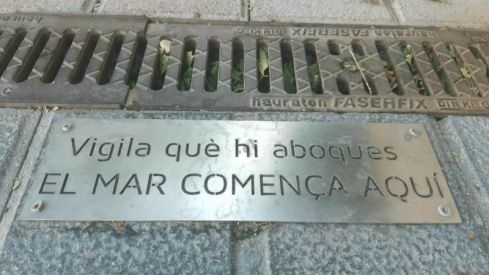 hauraton FASERFIX
Vigila què hi aboques
EL MAR COMENÇA AQUÍ